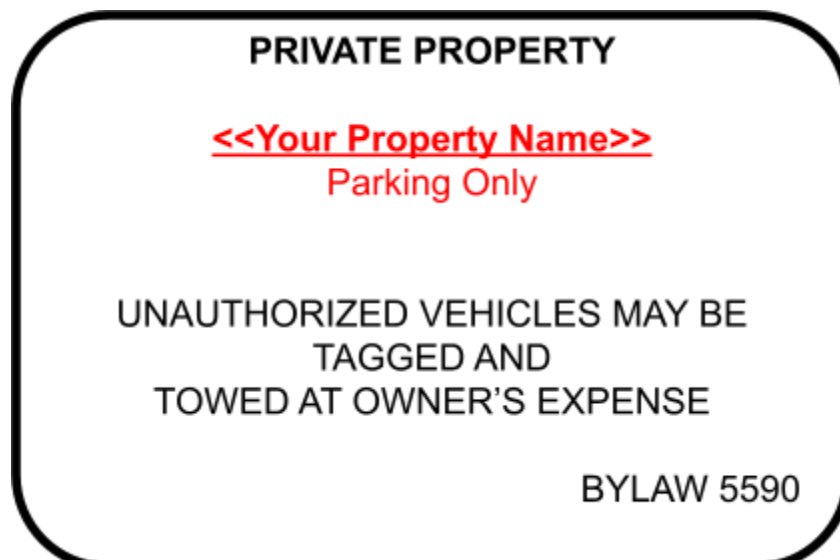 PRIVATE PROPERTY
<<Your Property Name>>
Parking Only
UNAUTHORIZED VEHICLES MAY BE
TAGGED AND
TOWED AT OWNER’S EXPENSE
BYLAW 5590